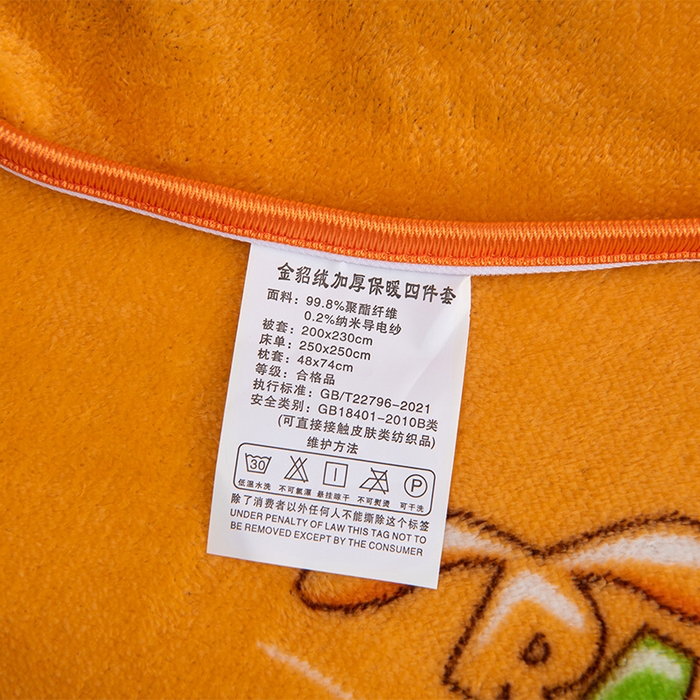 金貂绒加厚保暖四件套
面料：99.8%聚酯纤维
0.2%纳米导电纱
被套：200x230cm
床单：250x250cm
枕套：48x74cm
等级：合格品
执行标准：GB/T22796-2021
安全类别：GB18401-2010B类
(可直接接触皮肤类纺织品)
维护方法
30 P
低温水洗 不可氯漂 悬挂晾干 不可熨烫 可干洗
除了消费者以外任何人不能撕除这个标签
UNDER PENALTY OF LAW THIS TAG NOT TO
BE REMOVED EXCEPT BY THE CONSUMER